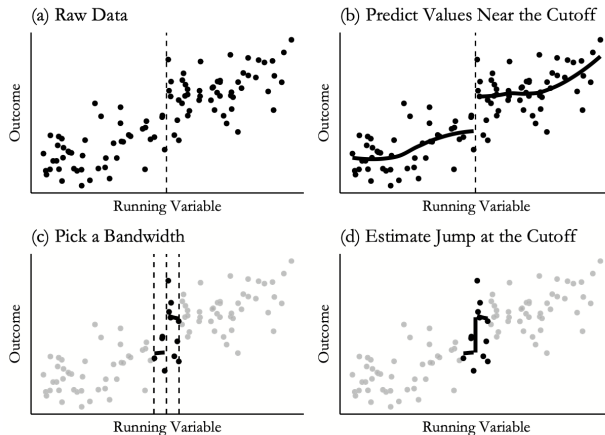 (a) Raw Data
(b) Predict Values Near the Cutoff
Outcome
Outcome
Running Variable
Running Variable
(c) Pick a Bandwidth
(d) Estimate Jump at the Cutoff
Outcome
Outcome
Running Variable
Running Variable